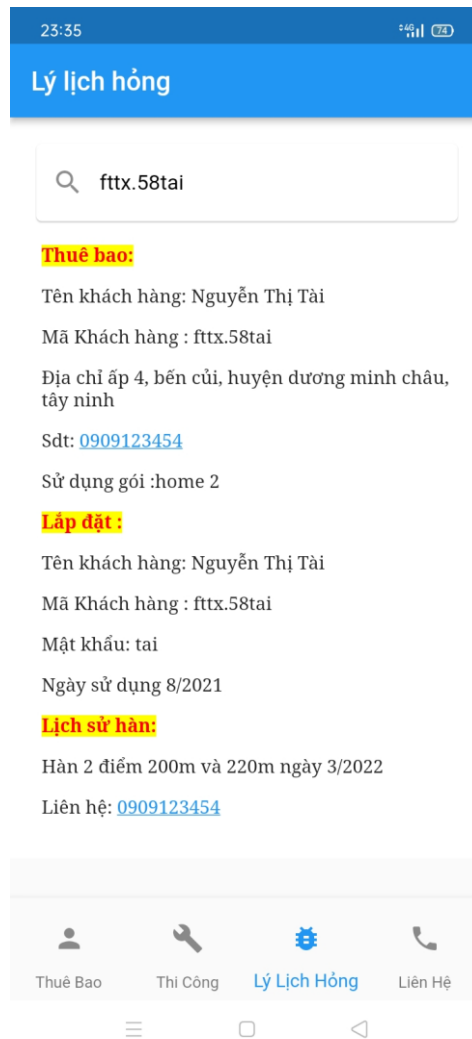 23:35
4G 74
Lý lịch hỏng
fttx.58tai
Thuê bao:
Tên khách hàng: Nguyễn Thị Tài
Mã Khách hàng : fttx.58tai
Địa chỉ ấp 4, bến củi, huyện dương minh châu,
tây ninh
Sdt: 0909123454
Sử dụng gói :home 2
Lắp đặt :
Tên khách hàng: Nguyễn Thị Tài
Mã Khách hàng : fttx.58tai
Mật khẩu: tai
Ngày sử dụng 8/2021
Lịch sử hàn:
Hàn 2 điểm 200m và 220m ngày 3/2022
Liên hệ: 0909123454
Thuê Bao Thi Công Lý Lịch Hỏng Liên Hệ